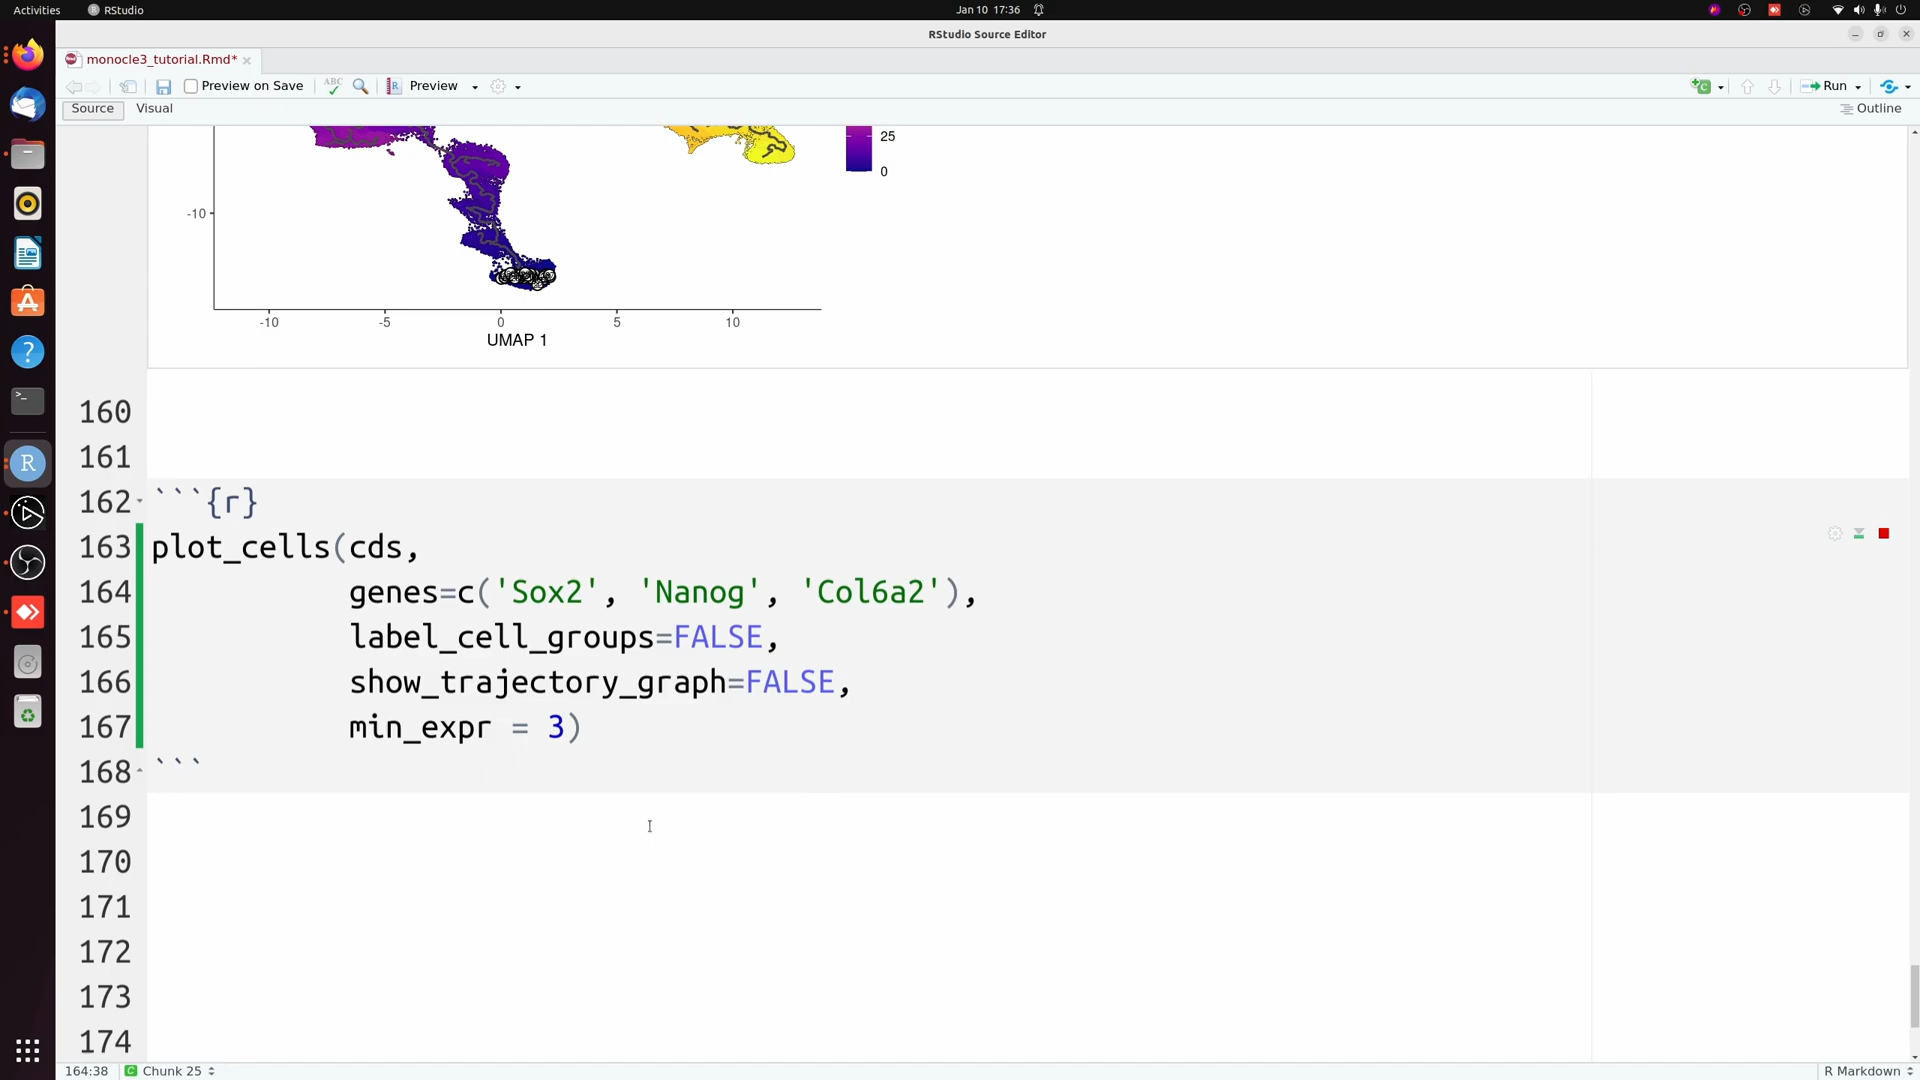 Activities
RStudio
Jan 10 17:36
RStudio Source Editor
monocle3_tutorial.Rmd*
Preview on Save
ABC
Preview
Run
Source
Visual
Outline
25
0
-10
-10
-5
0
5
10
UMAP 1
160
161
162 ```{r}
163 plot_cells(cds,
164 genes=c('Sox2', 'Nanog', 'Col6a2'),
165 label_cell_groups=FALSE,
166 show_trajectory_graph=FALSE,
167 min_expr = 3)
168 ```
169
170
171
172
173
174
164:38
Chunk 25
R Markdown